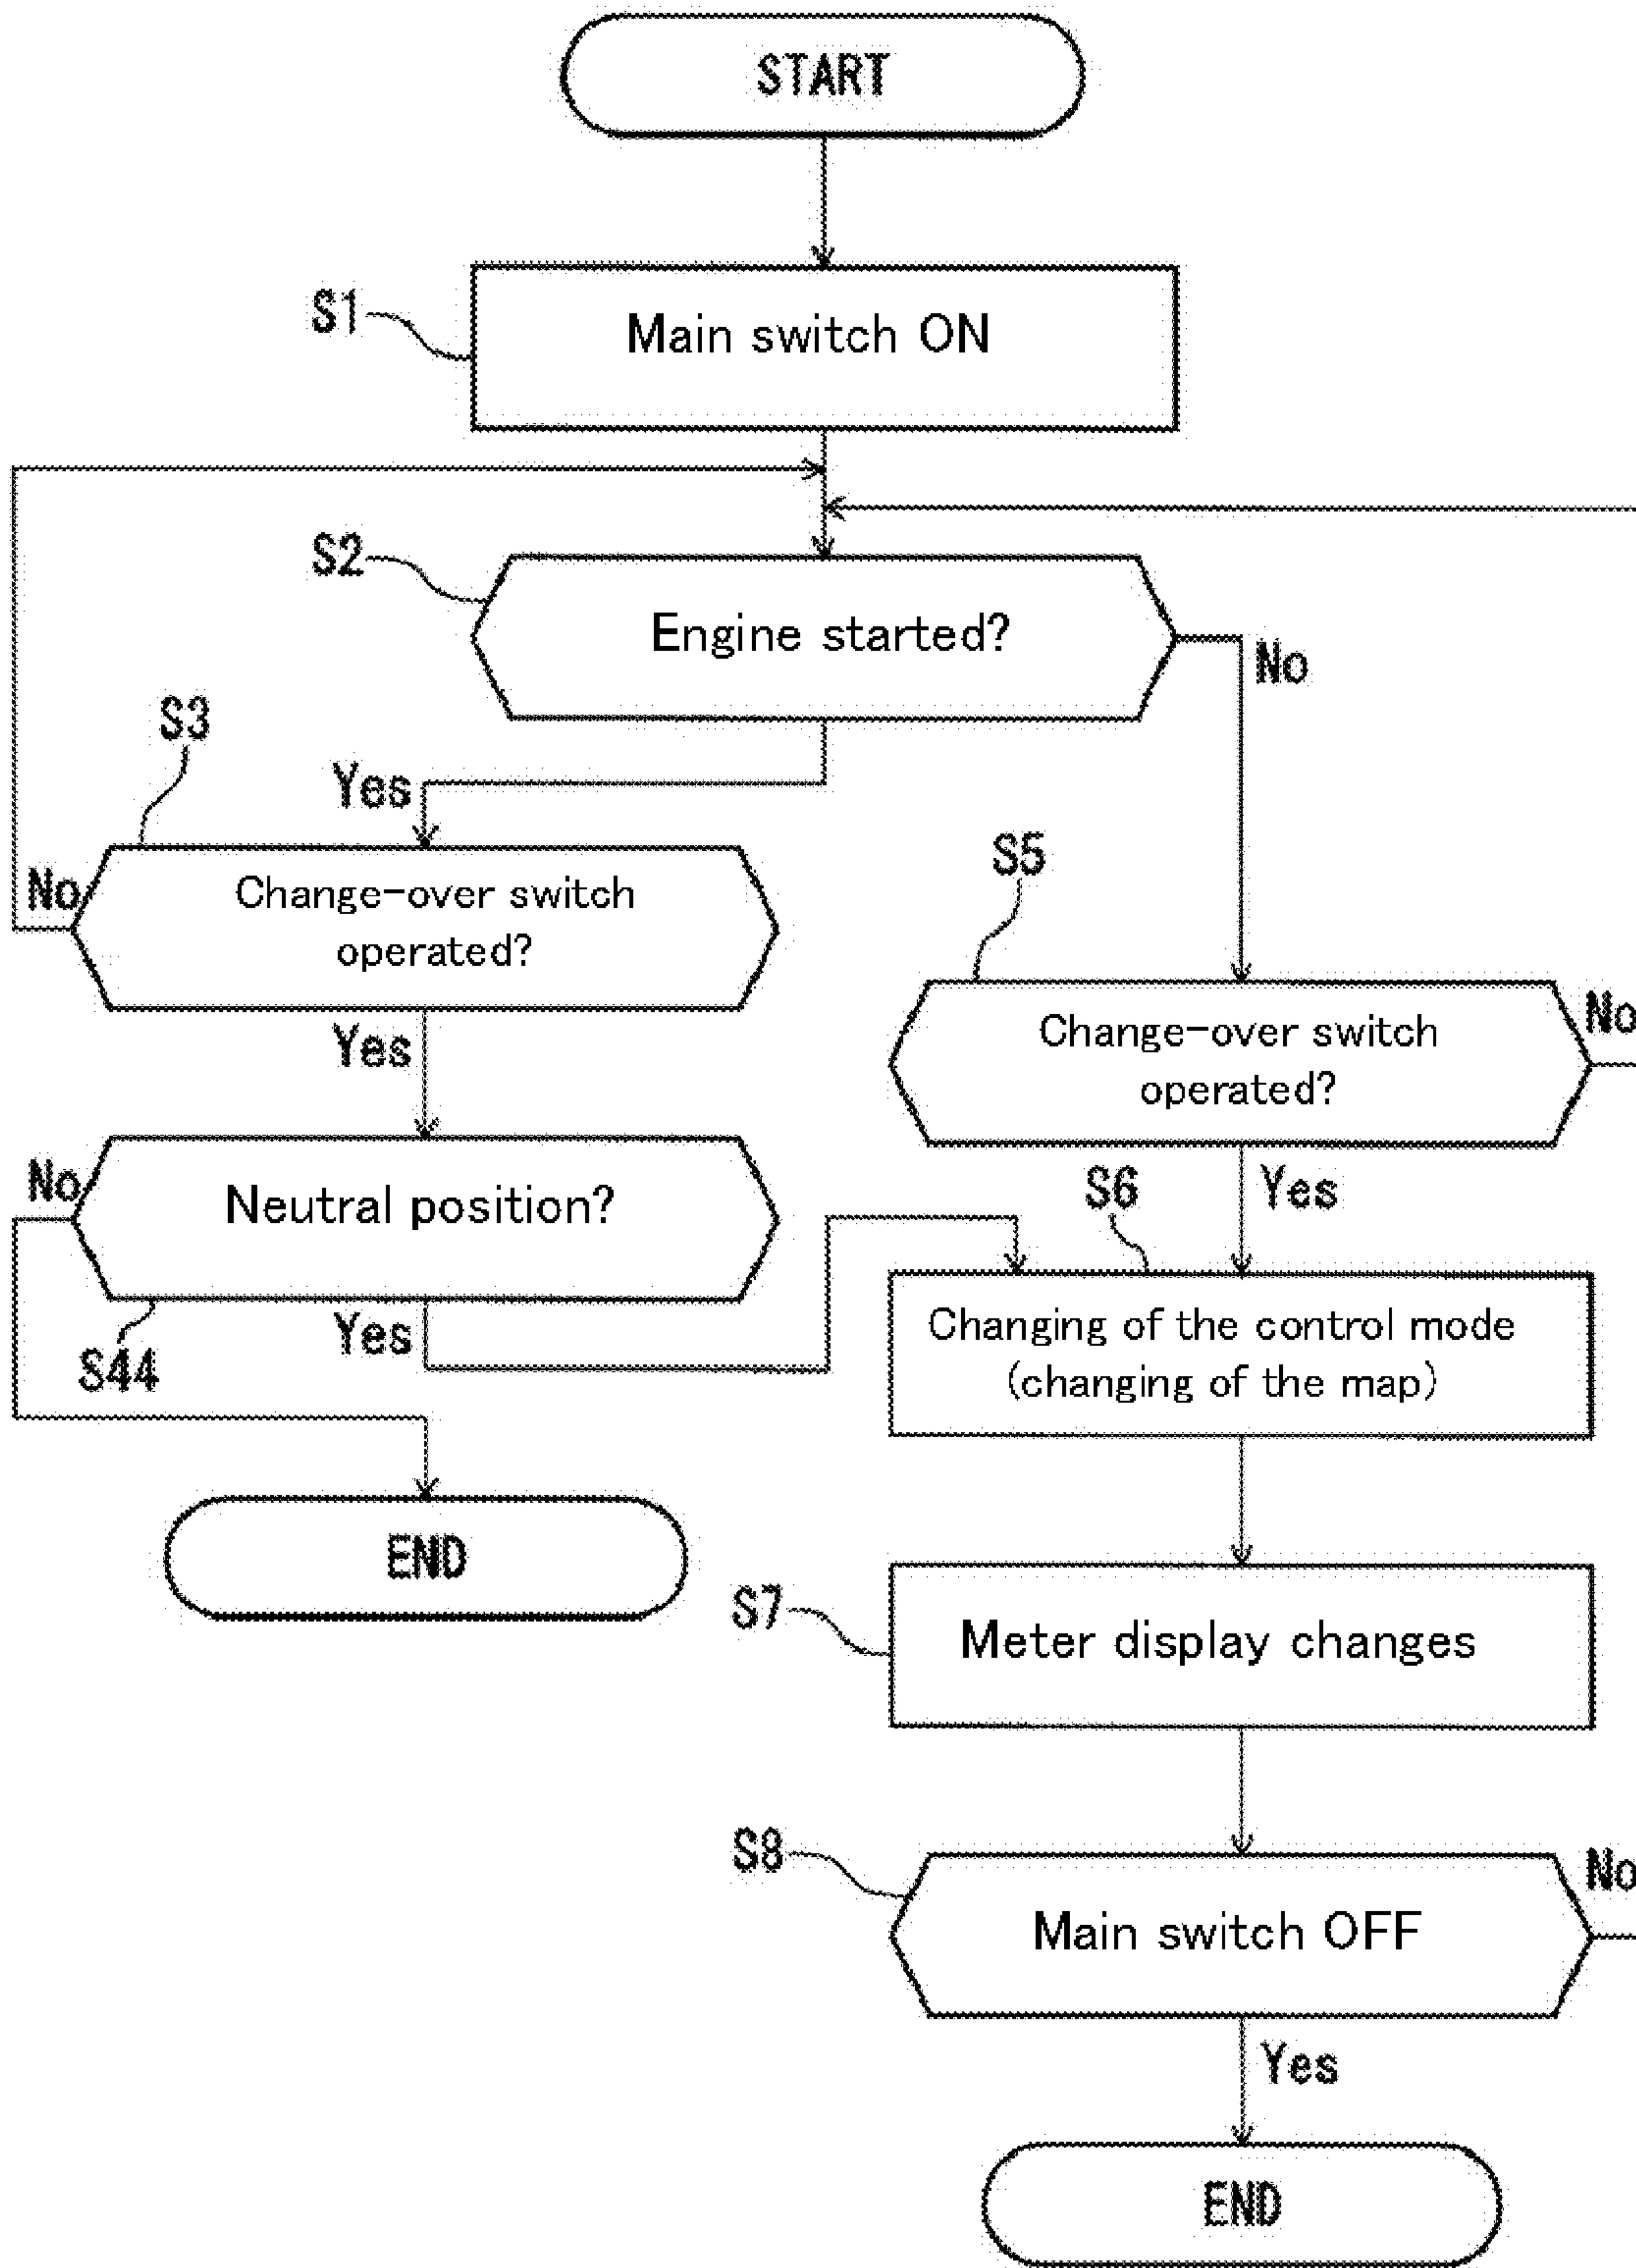 START
S1
Main switch ON
S2
Engine started?
No
S3
Yes
No
Change-over switch
operated?
S5
Change-over switch
operated?
No
Yes
No
Neutral position?
S44
Yes
S6
Yes
Changing of the control mode
(changing of the map)
END
S7
Meter display changes
S8
Main switch OFF
No
Yes
END